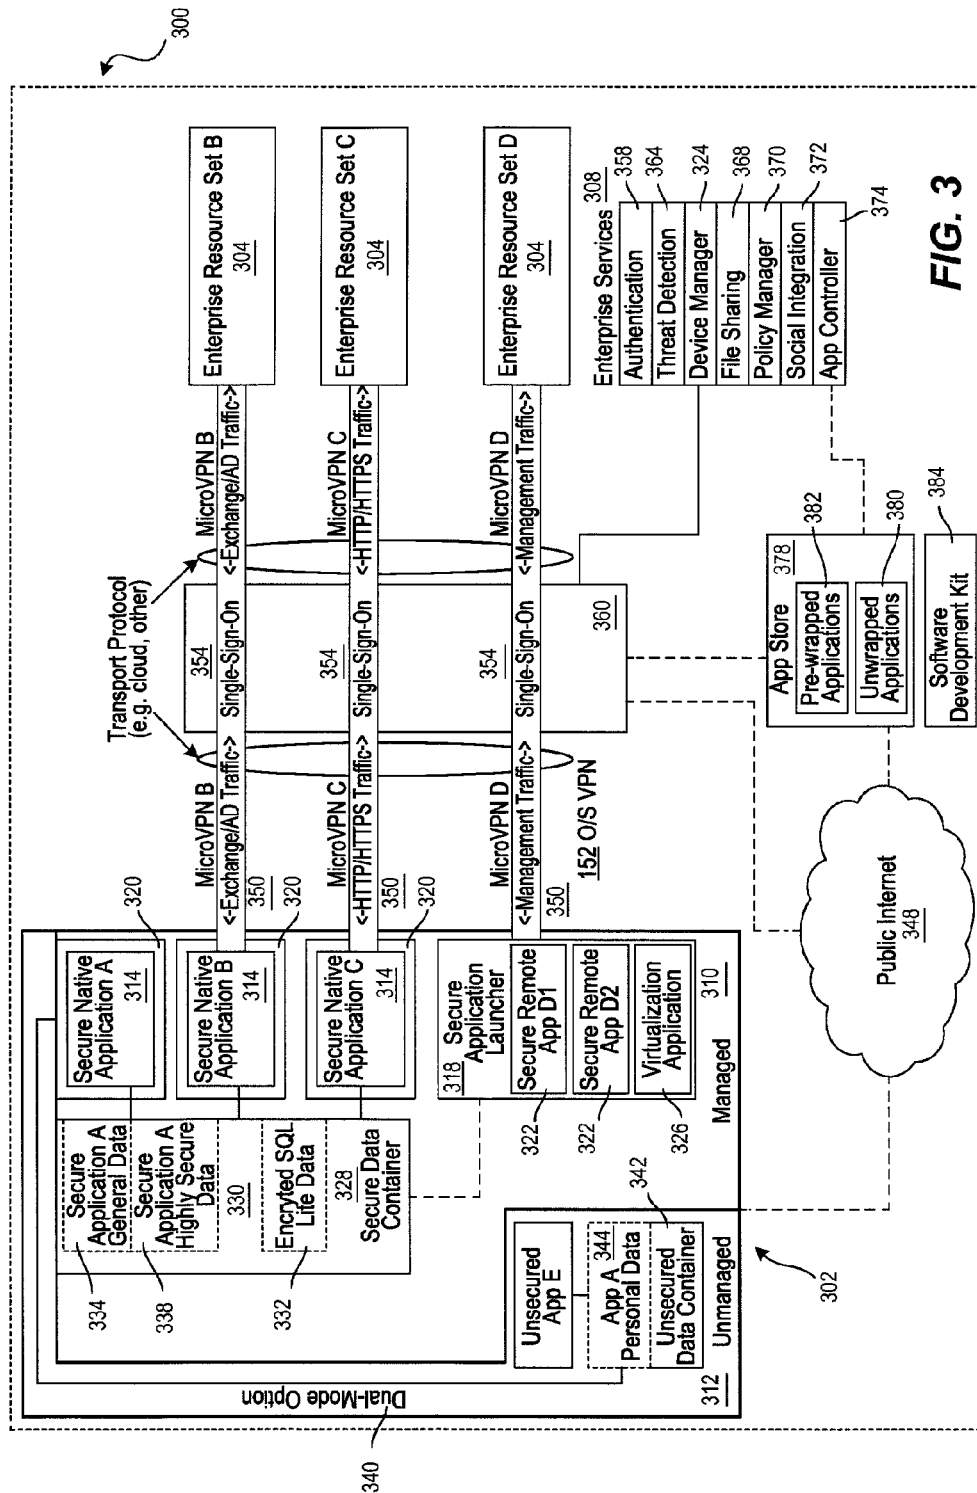 300
340
Dual-Mode Option
334
338
332
Secure
Application A
General Data
Secure
Application A
Highly Secure
Data
330
Encryted SQL
Lite Data
328
Secure Data
Container
Secure Native
Application A
314
320
Secure Native
Application B
314
320
Secure Native
Application C
314
320
318
Secure
Application
Launcher
Secure Remote
App D1
Secure Remote
App D2
Virtualization
Application
322
322
326
310
Managed
Unsecured
App E
App A
Personal Data
344
Unsecured
Data Container
342
312
Unmanaged
302
Transport Protocol
(e.g. cloud, other)
MicroVPN B
<-Exchange/AD Traffic->
350
MicroVPN C
<-HTTP/HTTPS Traffic->
350
MicroVPN D
<-Management Traffic->
350
152 O/S VPN
354
Single-Sign-On
354
Single-Sign-On
354
Single-Sign-On
360
MicroVPN B
<-Exchange/AD Traffic->
MicroVPN C
<-HTTP/HTTPS Traffic->
MicroVPN D
<-Management Traffic->
Enterprise Resource Set B
304
Enterprise Resource Set C
304
Enterprise Resource Set D
304
Enterprise Services
308
Authentication
358
Threat Detection
364
Device Manager
324
File Sharing
368
Policy Manager
370
Social Integration
372
App Controller
374
Public Internet
348
App Store
378
Pre-wrapped
Applications
382
Unwrapped
Applications
380
Software
Development Kit
384
FIG. 3